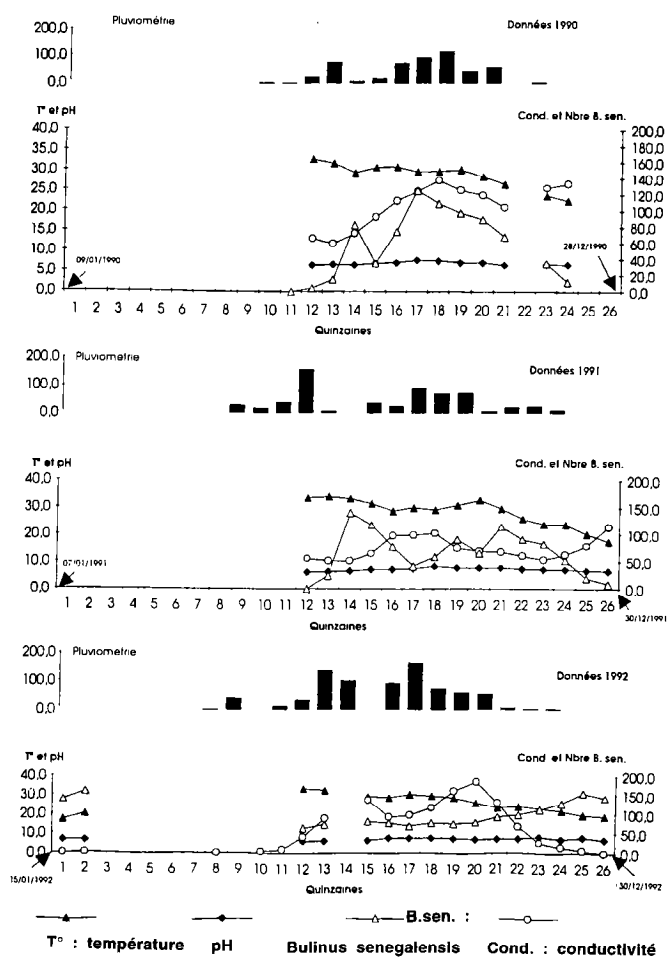 Pluviométrie Données 1990
200,0
100,0
0,0
T° et pH Cond. et Nbre B. sen.
40,0 200,0
35,0 180,0
30,0 160,0
25,0 140,0
20,0 120,0
15,0 100,0
10,0 80,0
5,0 60,0
0,0 40,0
20,0
0,0
09/01/1990 28/12/1990
1 2 3 4 5 6 7 8 9 10 11 12 13 14 15 16 17 18 19 20 21 22 23 24 25 26
Quinzaines
200,0 Pluviometrie Données 1991
100,0
0,0
T° et pH Cond. et Nbre B. sen.
40,0 200,0
30,0 150,0
20,0 100,0
10,0 50,0
0,0 0,0
07/01/1991
1 2 3 4 5 6 7 8 9 10 11 12 13 14 15 16 17 18 19 20 21 22 23 24 25 26
Quinzaines 30/12/1991
200,0 Pluviometrie Données 1992
100,0
0,0
T° et pH Cond et Nbre B. sen.
40,0 200,0
30,0 150,0
20,0 100,0
10,0 50,0
0,0 0,0
1 2 3 4 5 6 7 8 9 10 11 12 13 14 15 16 17 18 19 20 21 22 23 24 25 26
15/01/1992 30/12/1992
Quinzaines
B.sen. :
T° : température pH Bulinus senegalensis Cond. : conductivité